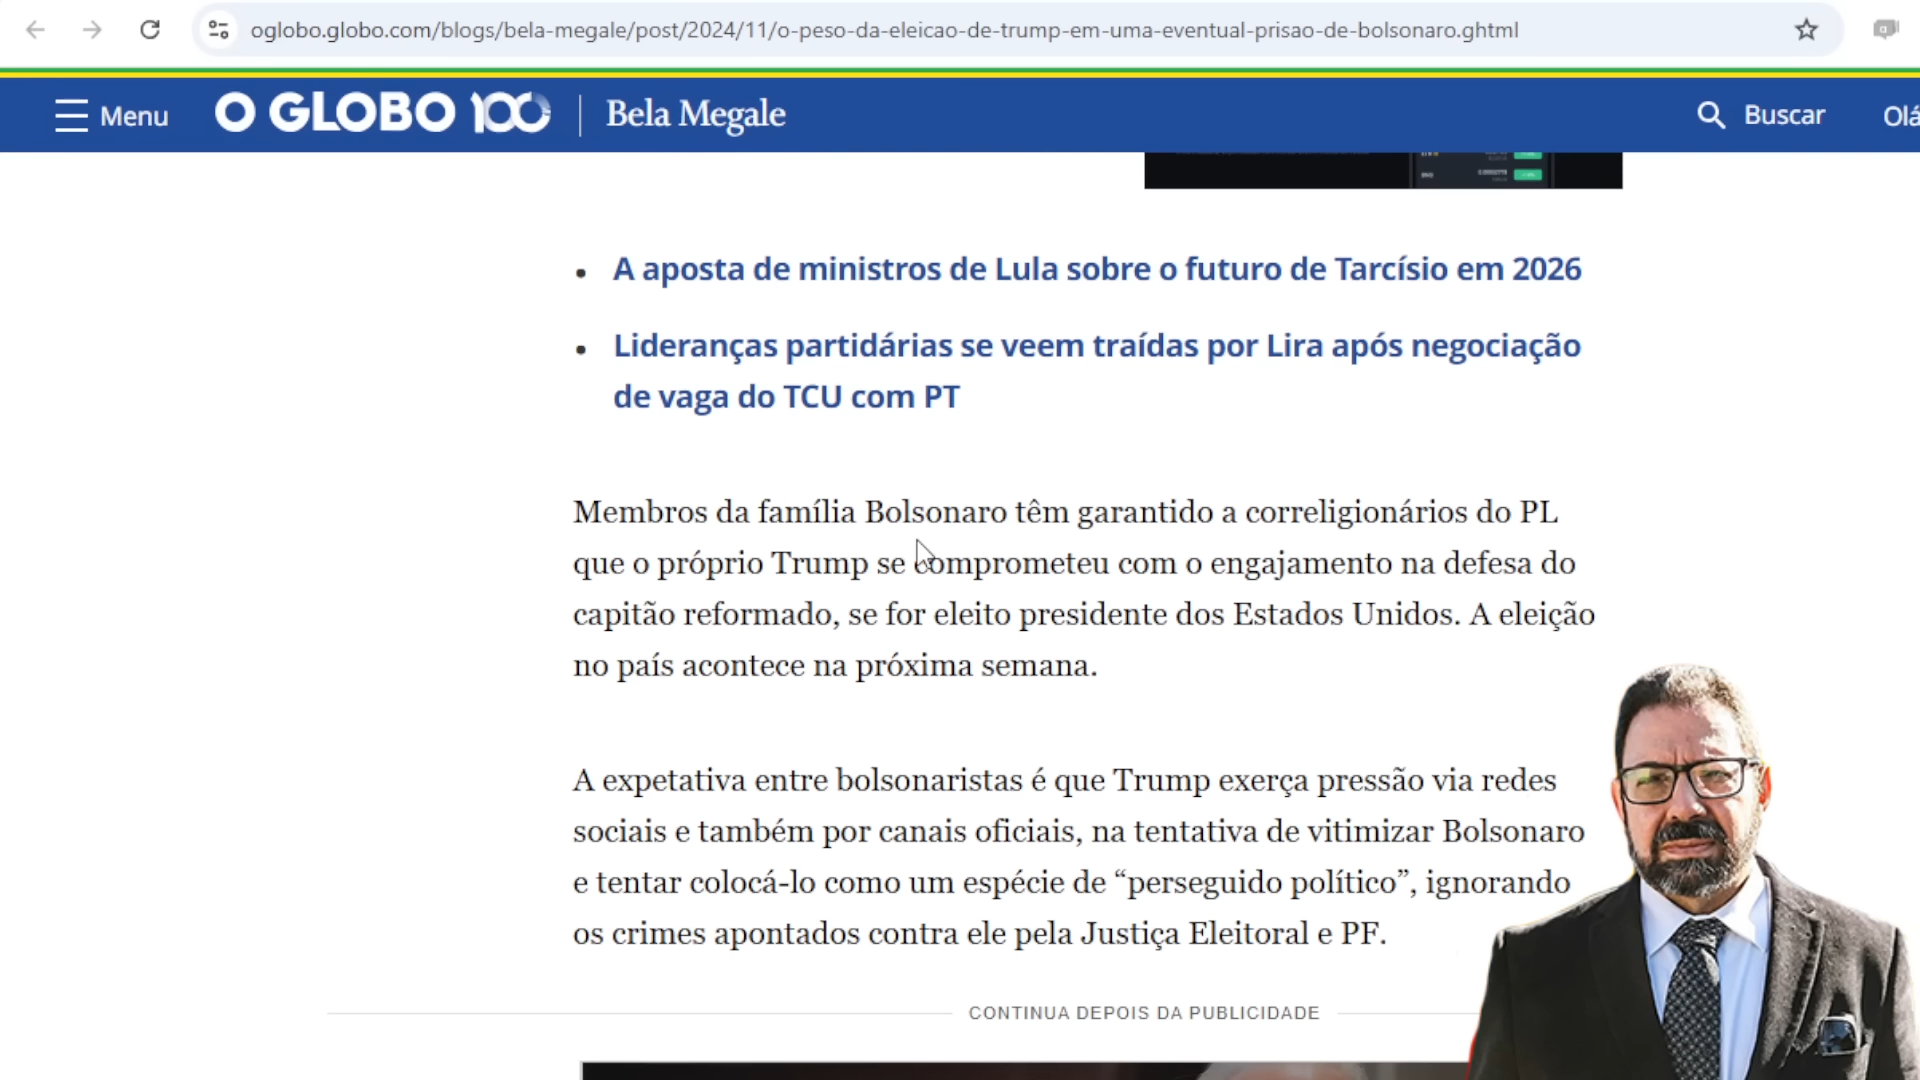 oglobo.globo.com/blogs/bela-megale/post/2024/11/o-peso-da-eleicao-de-trump-em-uma-eventual-prisao-de-bolsonaro.ghtml
Menu O GLOBO 100 Bela Megale Buscar Olá
• A aposta de ministros de Lula sobre o futuro de Tarcísio em 2026
• Lideranças partidárias se veem traídas por Lira após negociação
de vaga do TCU com PT
Membros da família Bolsonaro têm garantido a correligionários do PL
que o próprio Trump se comprometeu com o engajamento na defesa do
capitão reformado, se for eleito presidente dos Estados Unidos. A eleição
no país acontece na próxima semana.
A expetativa entre bolsonaristas é que Trump exerça pressão via redes
sociais e também por canais oficiais, na tentativa de vitimizar Bolsonaro
e tentar colocá-lo como um espécie de “perseguido político”, ignorando
os crimes apontados contra ele pela Justiça Eleitoral e PF.
CONTINUA DEPOIS DA PUBLICIDADE